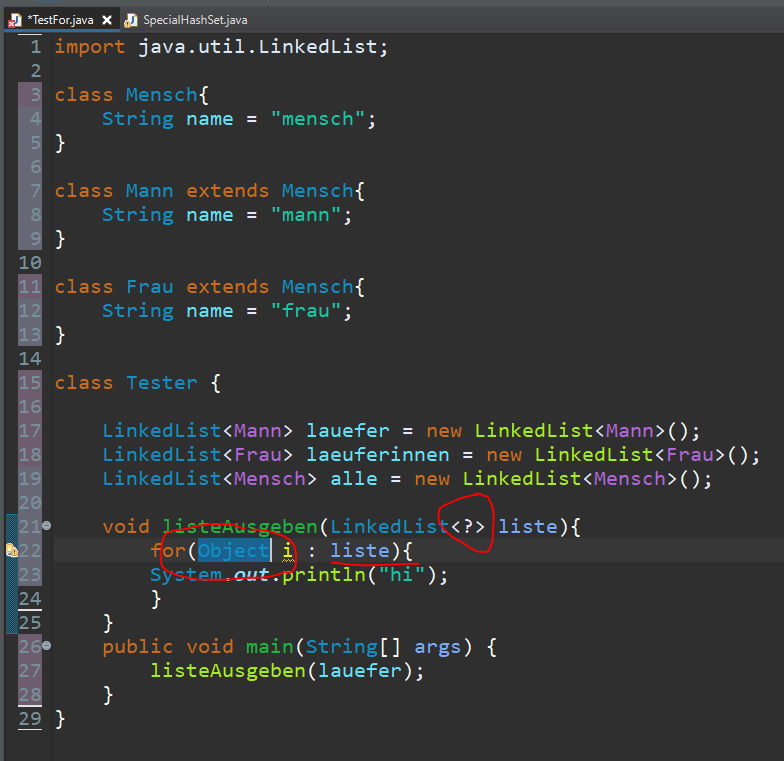 *TestFor.java SpecialHashSet.java
1 import java.util.LinkedList;
2
3 class Mensch{
4 String name = "mensch";
5 }
6
7 class Mann extends Mensch{
8 String name = "mann";
9 }
10
11 class Frau extends Mensch{
12 String name = "frau";
13 }
14
15 class Tester {
16
17 LinkedList<Mann> lauefer = new LinkedList<Mann>();
18 LinkedList<Frau> laeuferinnen = new LinkedList<Frau>();
19 LinkedList<Mensch> alle = new LinkedList<Mensch>();
20
21 void listeAusgeben(LinkedList<?> liste){
22 for(Object i : liste){
23 System.out.println("hi");
24 }
25 }
26 public void main(String[] args) {
27 listeAusgeben(lauefer);
28 }
29 }